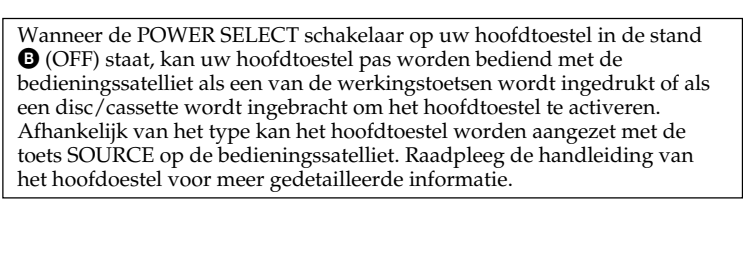 Wanneer de POWER SELECT schakelaar op uw hoofdtoestel in de stand
B (OFF) staat, kan uw hoofdtoestel pas worden bediend met de
bedieningssatelliet als een van de werkingstoetsen wordt ingedrukt of als
een disc/cassette wordt ingebracht om het hoofdtoestel te activeren.
Afhankelijk van het type kan het hoofdtoestel worden aangezet met de
toets SOURCE op de bedieningssatelliet. Raadpleeg de handleiding van
het hoofdoestel voor meer gedetailleerde informatie.